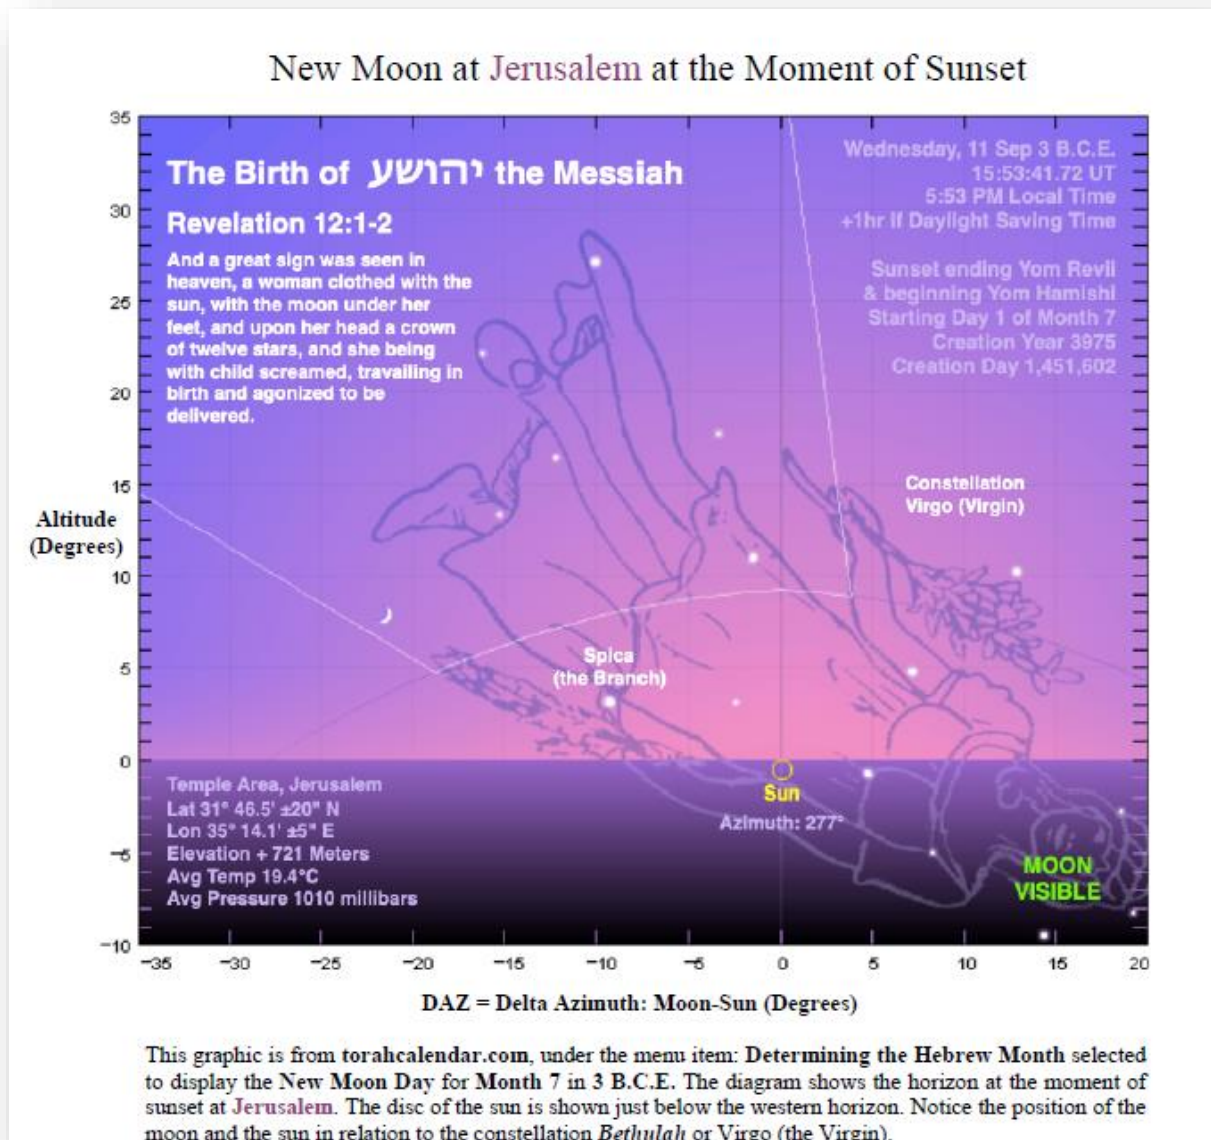 New Moon at Jerusalem at the Moment of Sunset
The Birth of יהושע the Messiah
Revelation 12:1-2
And a great sign was seen in
heaven, a woman clothed with the
sun, with the moon under her
feet, and upon her head a crown
of twelve stars, and she being
with child screamed, travailing in
birth and agonized to be
delivered.
Wednesday, 11 Sep 3 B.C.E.
15:53:41.72 UT
5:53 PM Local Time
+1hr if Daylight Saving Time
Sunset ending Yom Revii
& beginning Yom Hamishi
Starting Day 1 of Month 7
Creation Year 3975
Creation Day 1,451,602
Constellation
Virgo (Virgin)
Spica
(the Branch)
Sun
Azimuth: 277°
MOON
VISIBLE
Temple Area, Jerusalem
Lat 31° 46.5' ±20" N
Lon 35° 14.1' ±5" E
Elevation + 721 Meters
Avg Temp 19.4°C
Avg Pressure 1010 millibars
Altitude
(Degrees)
35
30
25
20
15
10
5
0
−5
−10
−35 −30 −25 −20 −15 −10 −5 0 5 10 15 20
DAZ = Delta Azimuth: Moon-Sun (Degrees)
This graphic is from torahcalendar.com, under the menu item: Determining the Hebrew Month selected
to display the New Moon Day for Month 7 in 3 B.C.E. The diagram shows the horizon at the moment of
sunset at Jerusalem. The disc of the sun is shown just below the western horizon. Notice the position of the
moon and the sun in relation to the constellation Bethulah or Virgo (the Virgin).